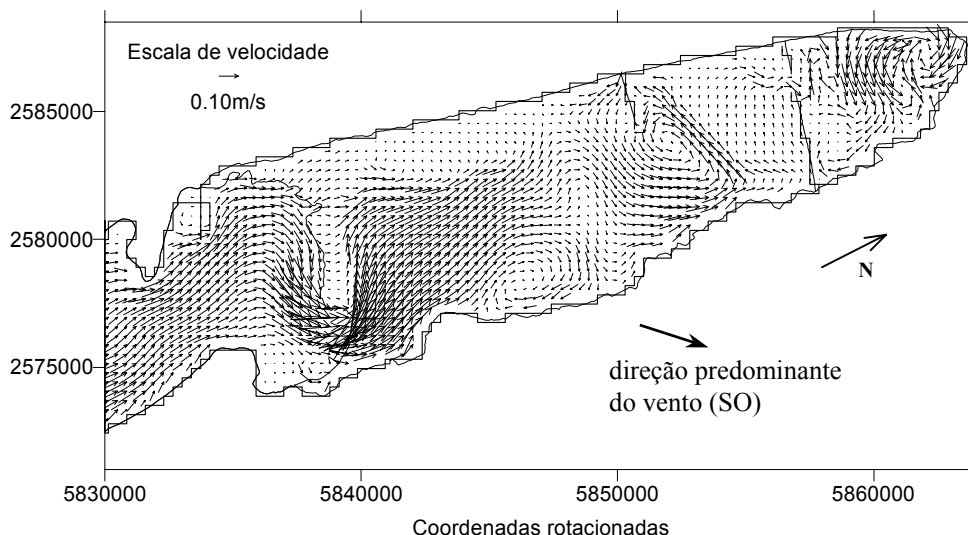 Escala de velocidade
0.10m/s
2585000
2580000
2575000
N
direção predominante
do vento (SO)
5830000 5840000 5850000 5860000
Coordenadas rotacionadas